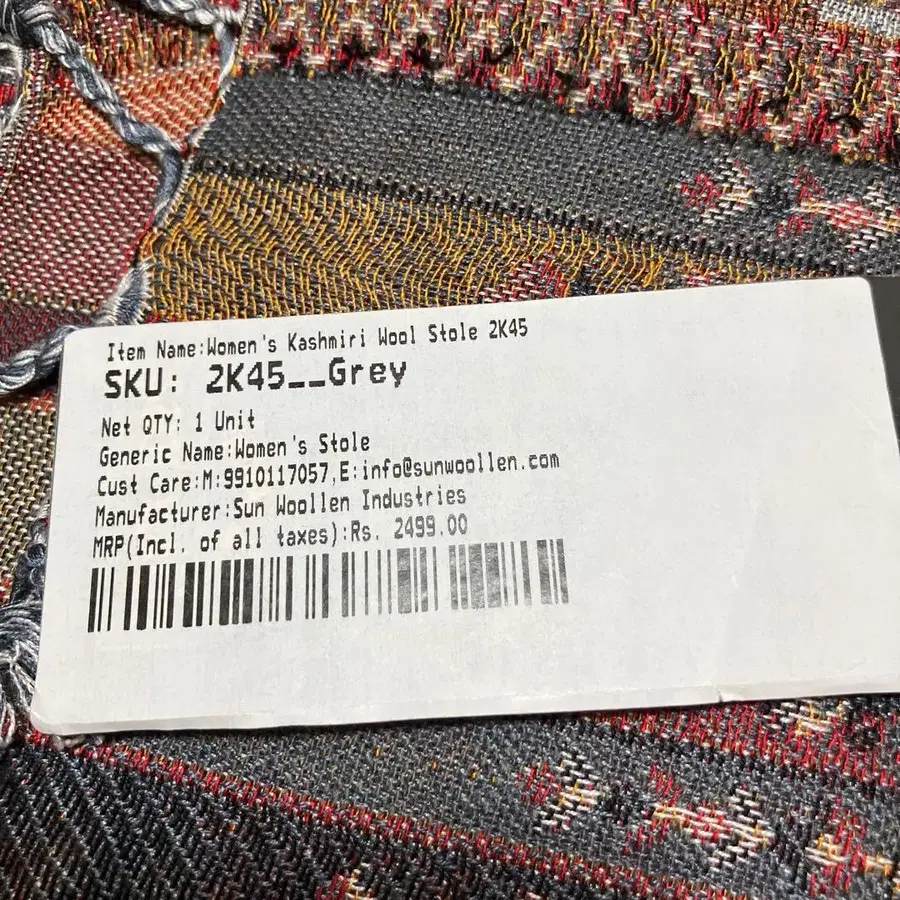 Item Name:Women's Kashmiri Wool Stole 2K45
SKU: 2K45__Grey
Net QTY: 1 Unit
Generic Name:Women's Stole
Cust Care:M:9910117057,E:info@sunwoollen.com
Manufacturer:Sun Woollen Industries
MRP(Incl. of all taxes):Rs. 2499.00